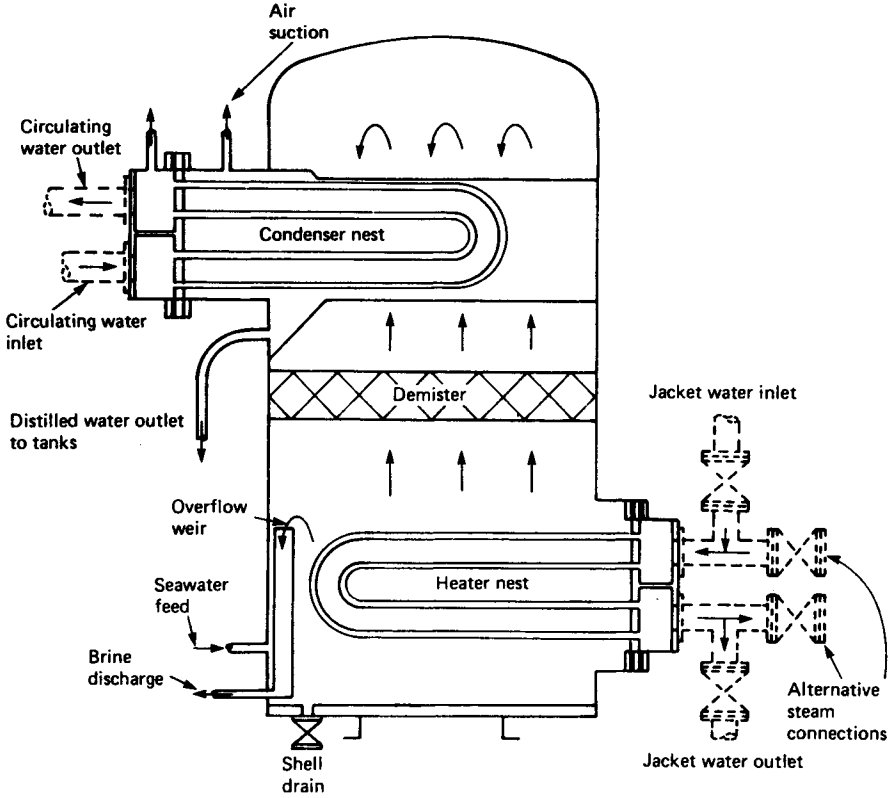 Air
suction
Circulating
water outlet
Condenser nest
Circulating water
inlet
Demister
Jacket water inlet
Distilled water outlet
to tanks
Overflow
weir
Heater nest
Seawater
feed
Brine
discharge
Alternative
steam
connections
Shell
drain
Jacket water outlet